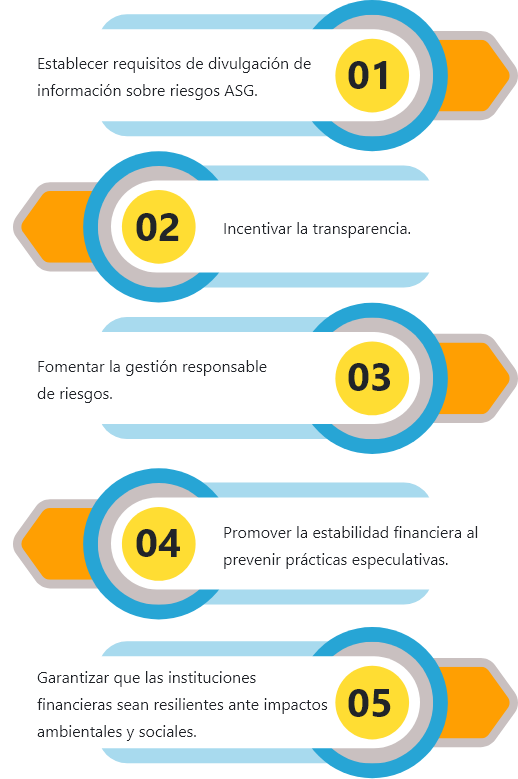 Establecer requisitos de divulgación de
información sobre riesgos ASG.
01
02
Incentivar la transparencia.
Fomentar la gestión responsable
de riesgos.
03
04
Promover la estabilidad financiera al
prevenir prácticas especulativas.
Garantizar que las instituciones
financieras sean resilientes ante impactos
ambientales y sociales.
05